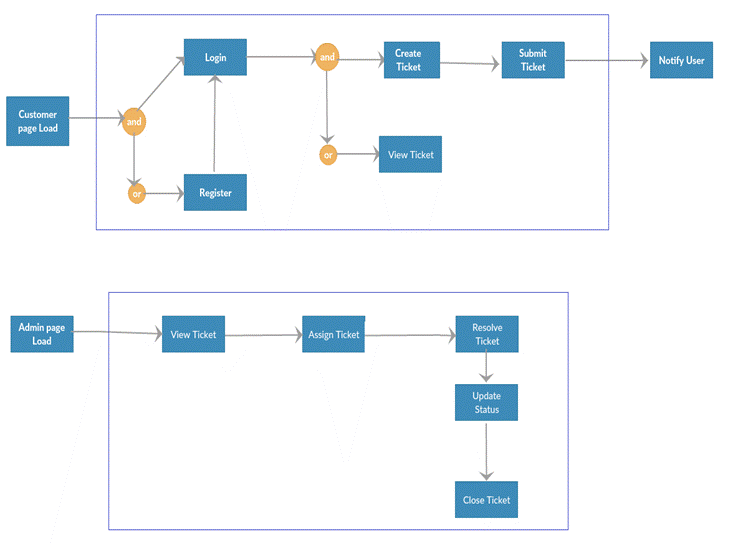 Customer
page Load
and
or
Login
Register
and
or
Create
Ticket
View Ticket
Submit
Ticket
Notify User
Admin page
Load
View Ticket
Assign Ticket
Resolve
Ticket
Update
Status
Close Ticket